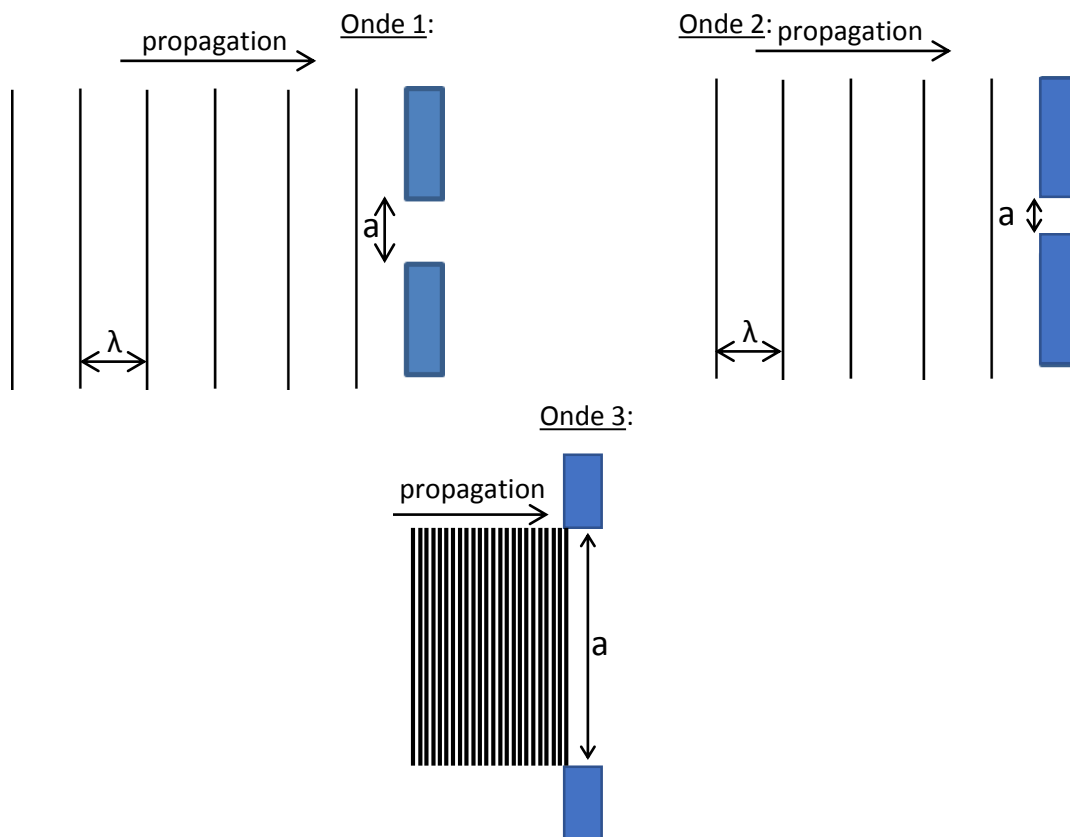 Onde 1:
propagation
a
λ
Onde 2:
propagation
a
λ
Onde 3:
propagation
a